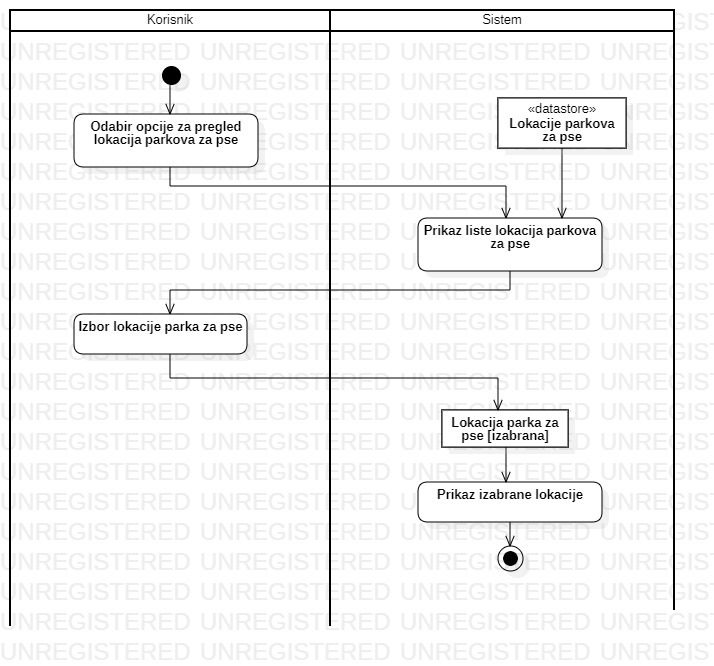 Korisnik
Sistem
Odabir opcije za pregled
lokacija parkova za pse
«datastore»
Lokacije parkova
za pse
Prikaz liste lokacija parkova
za pse
Izbor lokacije parka za pse
Lokacija parka za
pse [izabrana]
Prikaz izabrane lokacije
UNREGISTERED UNREGISTERED UNREGISTERED UNREGISTERED